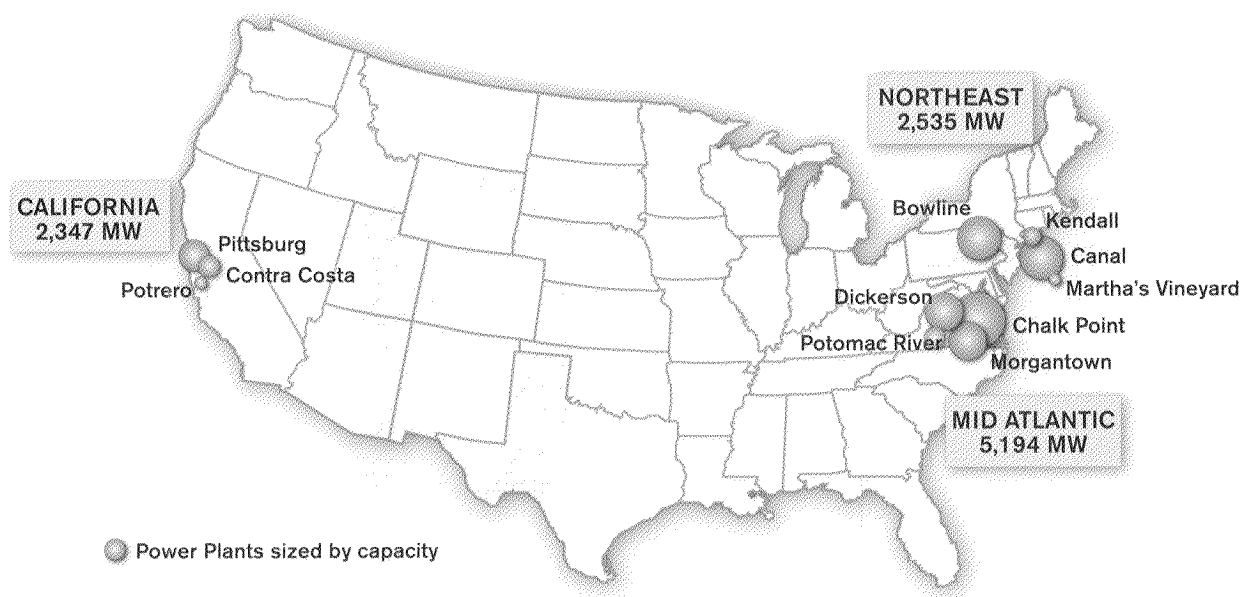 NORTHEAST
2,535 MW
CALIFORNIA
2,347 MW
Bowline
Kendall
Pittsburg
Canal
Contra Costa
Potrero
Martha's Vineyard
Dickerson
Chalk Point
Potomac River
Morgantown
MID ATLANTIC
5,194 MW
Power Plants sized by capacity